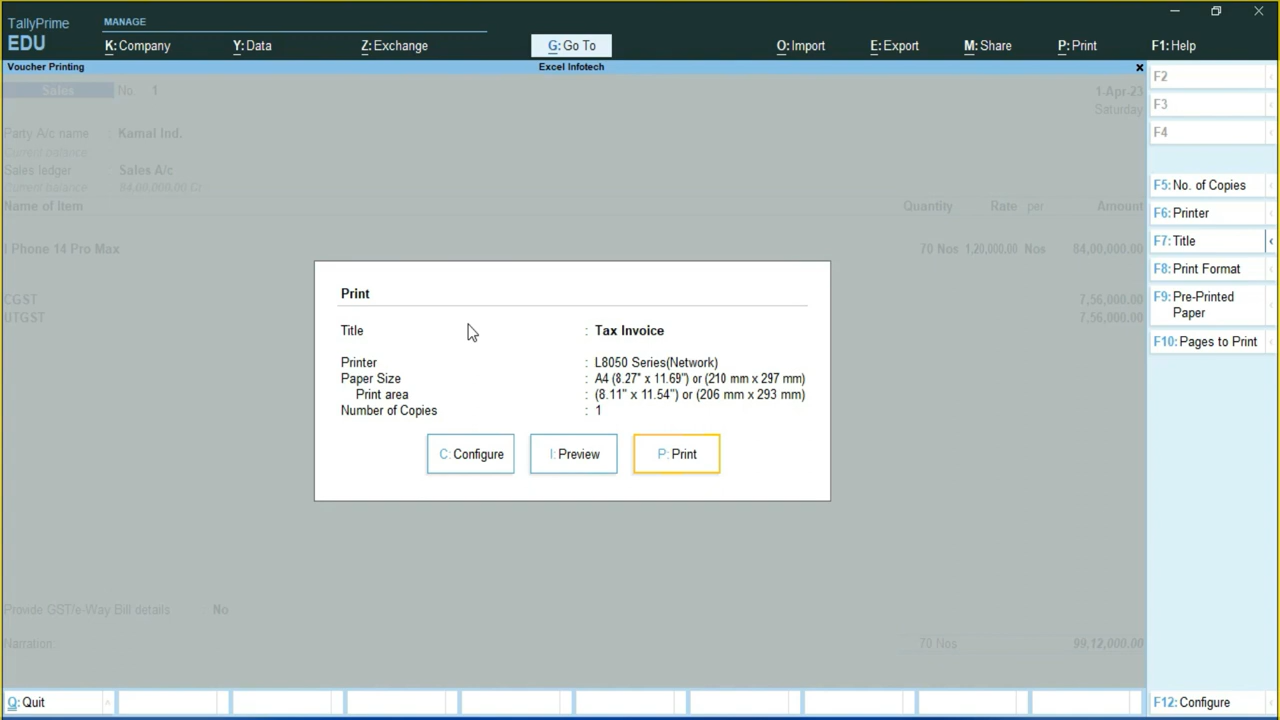 TallyPrime
EDU
MANAGE
K: Company
Y: Data
Z: Exchange
G: Go To
O: Import
E: Export
M: Share
P: Print
F1: Help
Voucher Printing
Excel Infotech
Sales No. 1
1-Apr-23
Saturday
Party A/c name : Kamal Ind.
Current balance :
Sales ledger : Sales A/c
Current balance : 84,00,000.00 Cr
Name of Item Quantity Rate per Amount
I Phone 14 Pro Max 70 Nos 1,20,000.00 Nos 84,00,000.00
CGST 7,56,000.00
UTGST 7,56,000.00
Print
Title : Tax Invoice
Printer : L8050 Series(Network)
Paper Size : A4 (8.27" x 11.69") or (210 mm x 297 mm)
Print area : (8.11" x 11.54") or (206 mm x 293 mm)
Number of Copies : 1
C: Configure
I: Preview
P: Print
Provide GST/e-Way Bill details : No
Narration: 70 Nos 99,12,000.00
F2
F3
F4
F5: No. of Copies
F6: Printer
F7: Title
F8: Print Format
F9: Pre-Printed
Paper
F10: Pages to Print
Q: Quit
F12: Configure